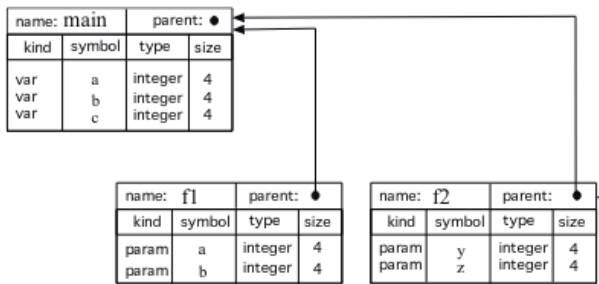 name: main parent:
kind symbol type size
var a integer 4
var b integer 4
var c integer 4
name: f1 parent:
kind symbol type size
param a integer 4
param b integer 4
name: f2 parent:
kind symbol type size
param y integer 4
param z integer 4